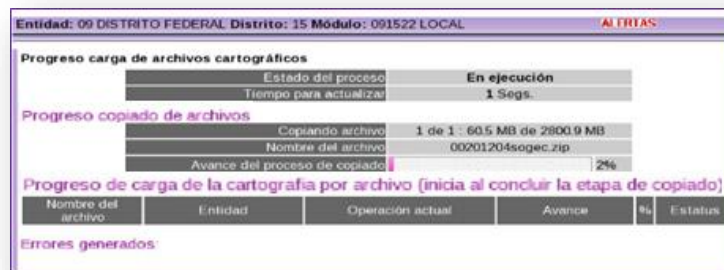 Entidad: 09 DISTRITO FEDERAL Distrito: 15 Módulo: 091522 LOCAL ALERTAS
Progreso carga de archivos cartográficos
Estado del proceso En ejecución
Tiempo para actualizar 1 Segs.
Progreso copiado de archivos
Copiando archivo 1 de 1 : 60.5 MB de 2800.9 MB
Nombre del archivo 00201204sogec.zip
Avance del proceso de copiado 2%
Progreso de carga de la cartografia por archivo (inicia al concluir la etapa de copiado)
Nombre del archivo Entidad Operación actual Avance % Estatus
Errores generados: